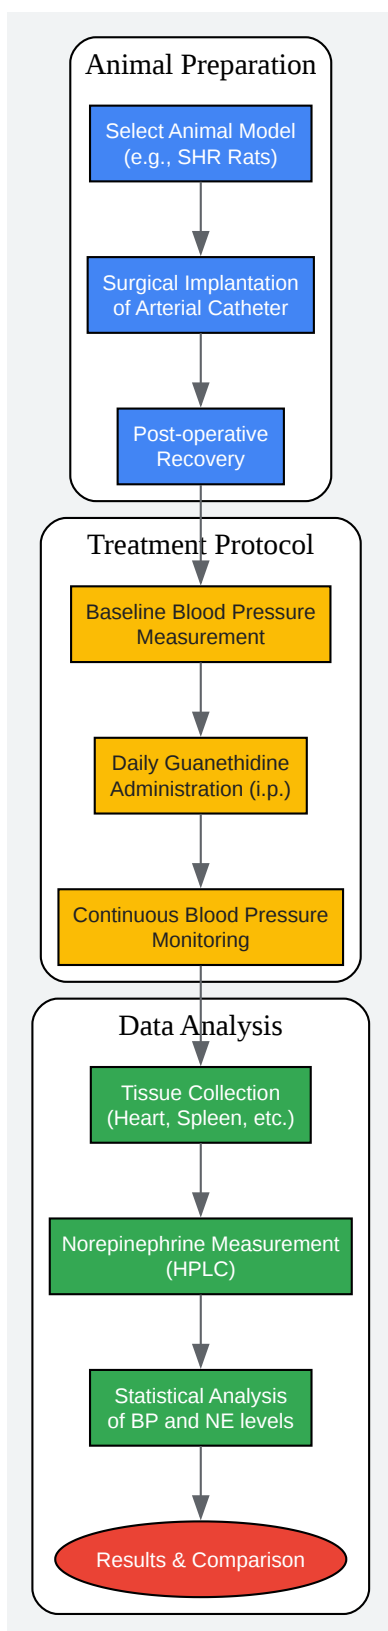 Animal Preparation
Select Animal Model
(e.g., SHR Rats)
Surgical Implantation
of Arterial Catheter
Post-operative
Recovery
Treatment Protocol
Baseline Blood Pressure
Measurement
Daily Guanethidine
Administration (i.p.)
Continuous Blood Pressure
Monitoring
Data Analysis
Tissue Collection
(Heart, Spleen, etc.)
Norepinephrine Measurement
(HPLC)
Statistical Analysis
of BP and NE levels
Results & Comparison